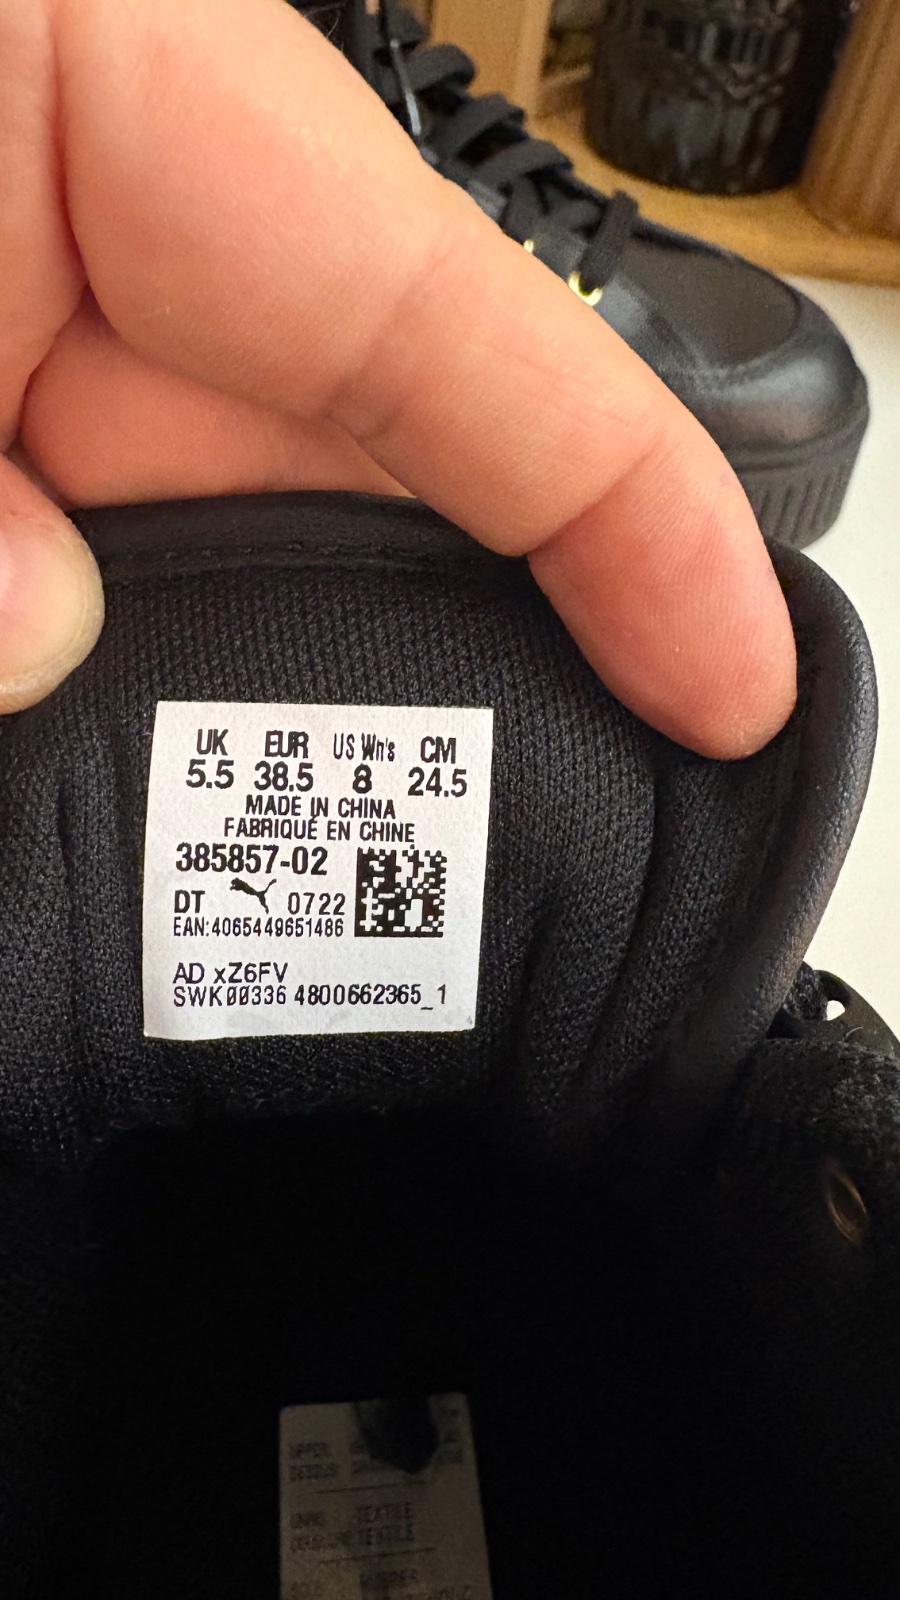 UK EUR US Wn's CM
5.5 38.5 8 24.5
MADE IN CHINA
FABRIQUÉ EN CHINE
385857-02
DT 0722
EAN:4065449651486
AD xZ6FV
SWK00336 4800662365_1
TEXTILE
TEXTILE